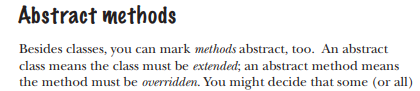 Abstract methods
Besides classes, you can mark methods abstract, too. An abstract
class means the class must be extended; an abstract method means
the method must be overridden. You might decide that some (or all)